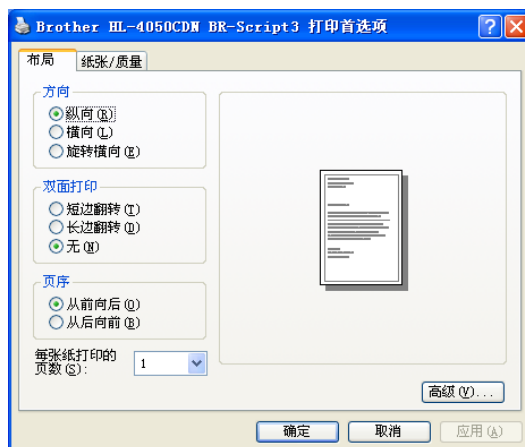 Brother HL-4050CDN BR-Script3 打印首选项
布局
纸张/质量
方向
纵向(R)
横向(L)
旋转横向(E)
双面打印
短边翻转(T)
长边翻转(D)
无(N)
页序
从前向后(O)
从后向前(B)
每张纸打印的
页数(S):
1
高级(V)...
确定
取消
应用(A)